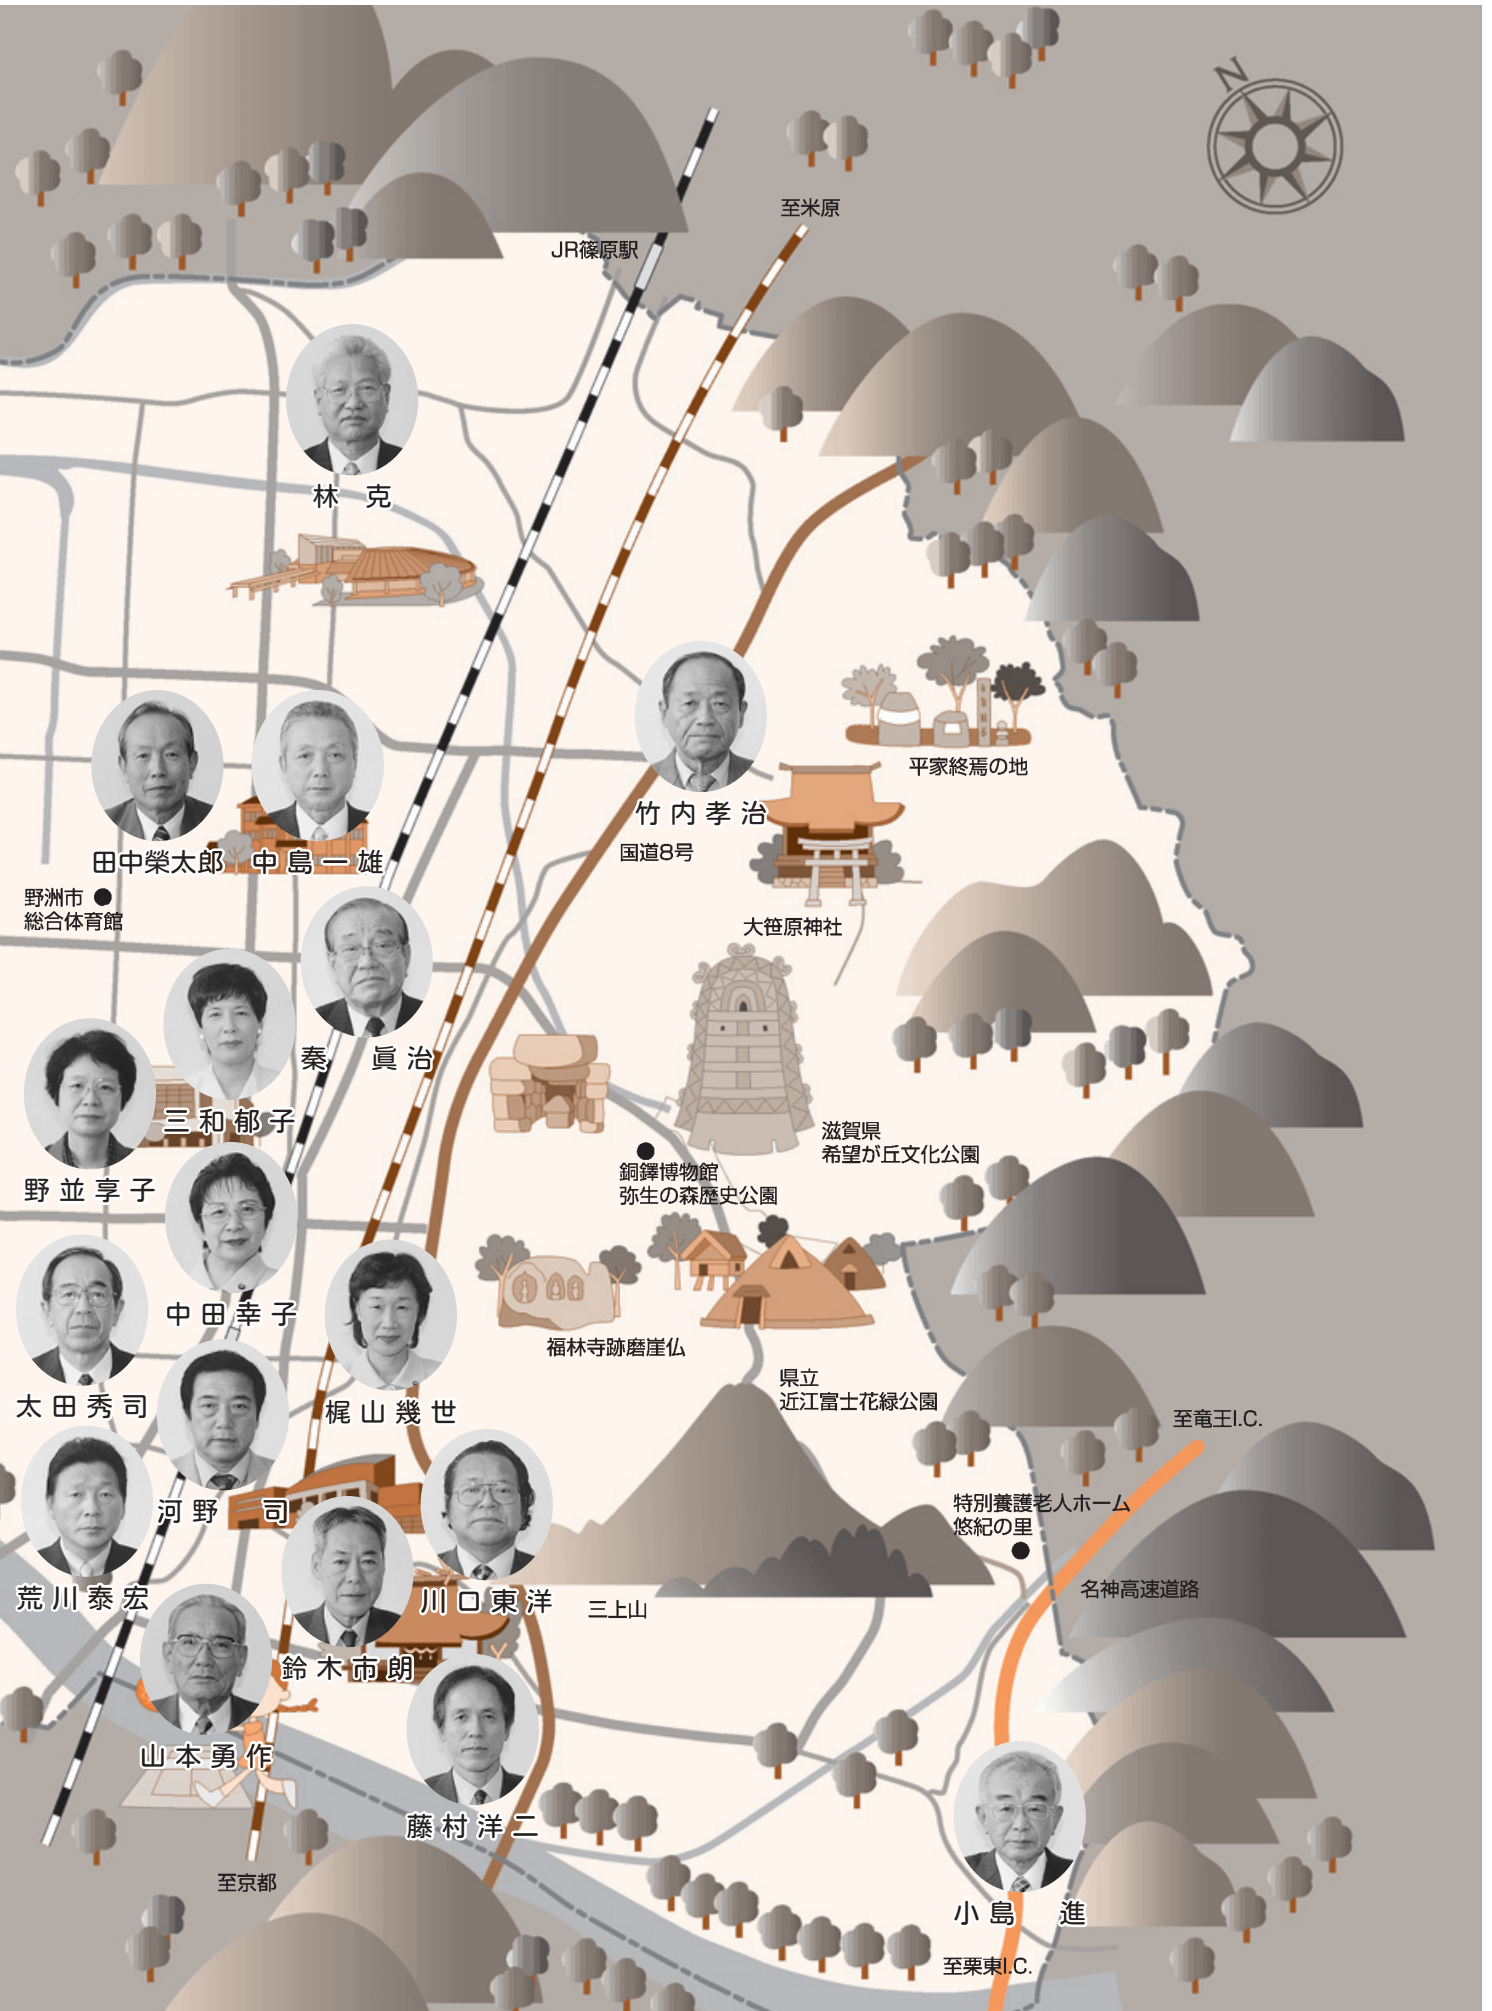 N
至米原
JR篠原駅
林 克
竹内孝治
平家終焉の地
国道8号
田中榮太郎
中島一雄
野洲市
総合体育館
大笹原神社
秦 眞治
三和郁子
滋賀県
希望が丘文化公園
銅鐸博物館
弥生の森歴史公園
野並享子
中田幸子
福林寺跡磨崖仏
県立
近江富士花緑公園
太田秀司
梶山幾世
至竜王I.C.
河野 司
特別養護老人ホーム
悠紀の里
荒川泰宏
川口東洋
三上山
名神高速道路
鈴木市朗
山本勇作
藤村洋二
至京都
小島 進
至栗東I.C.